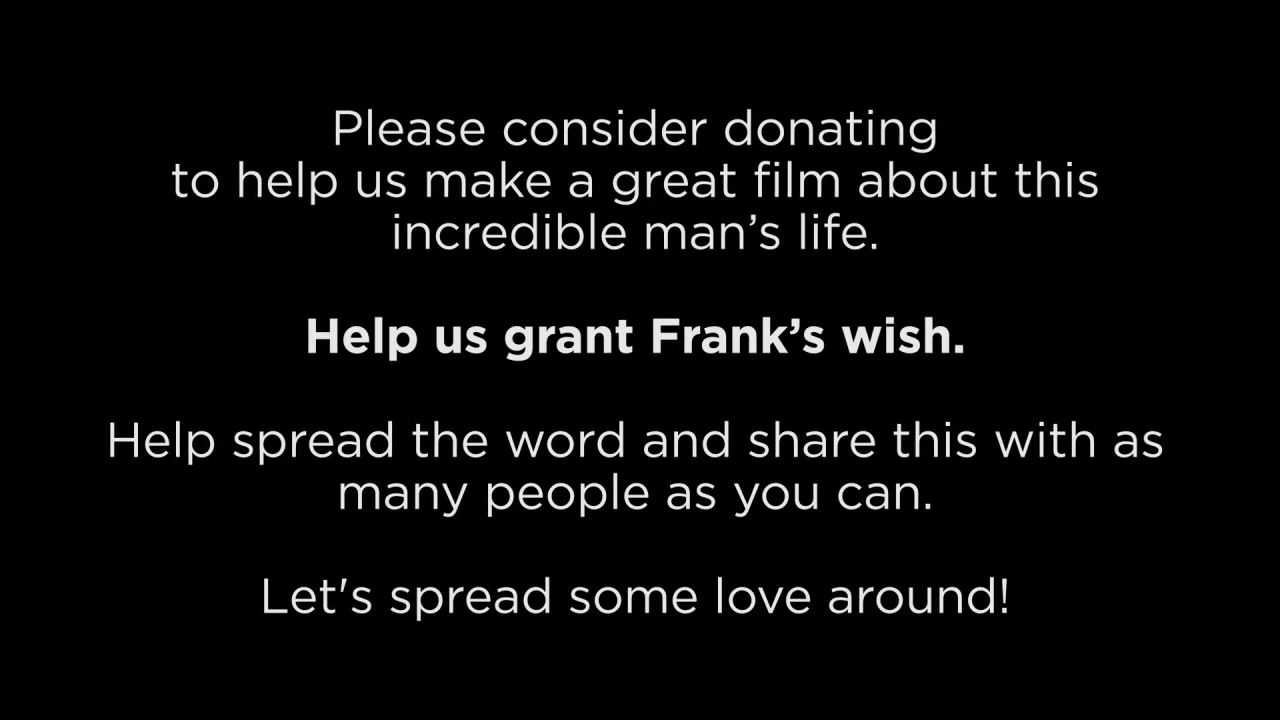 Please consider donating
to help us make a great film about this
incredible man’s life.
Help us grant Frank’s wish.
Help spread the word and share this with as
many people as you can.
Let's spread some love around!